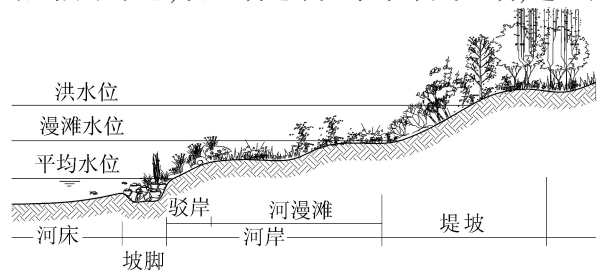 洪水位
漫滩水位
平均水位
驳岸 河漫滩 堤坡
河床 河岸
坡脚